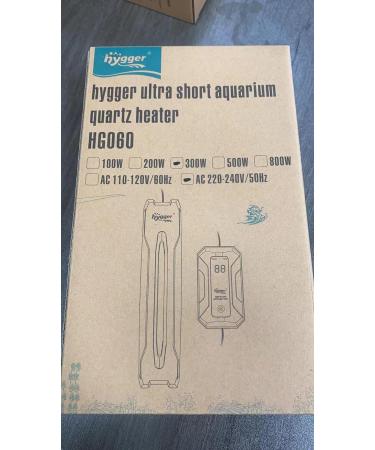 hygger®
hygger ultra short aquarium
quartz heater
HG060
100W 200W 300W 500W 800W
AC 110-120V/60Hz AC 220-240V/50Hz
hygger®
88
hygger